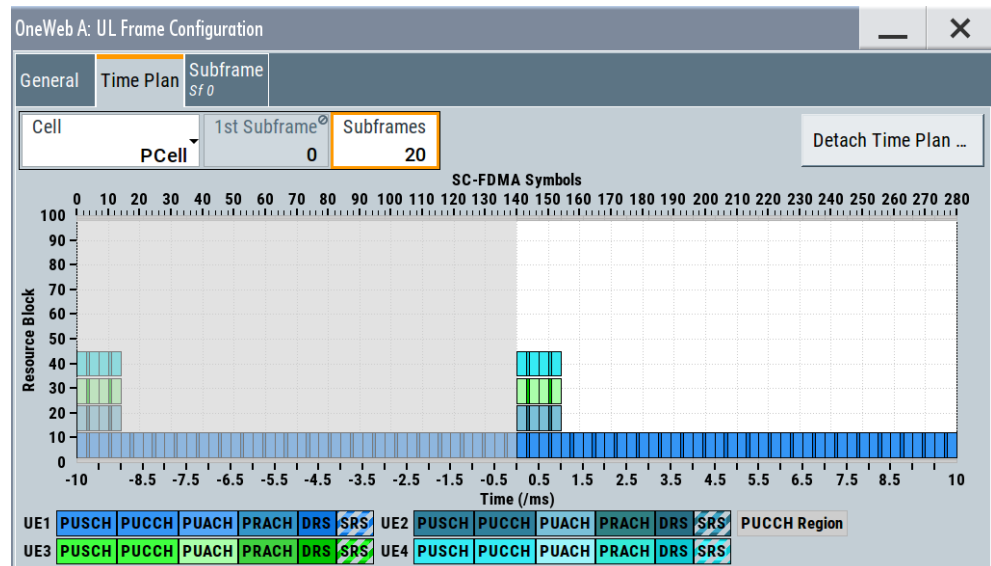 OneWeb A: UL Frame Configuration
General Time Plan Subframe
Sf 0
Cell 1st Subframe Subframes
PCell 0 20
Detach Time Plan ...
SC-FDMA Symbols
0 10 20 30 40 50 60 70 80 90 100 110 120 130 140 150 160 170 180 190 200 210 220 230 240 250 260 270 280
100
90
80
70
60
50
40
30
20
10
0
Resource Block
-10 -8.5 -7.5 -6.5 -5.5 -4.5 -3.5 -2.5 -1.5 -0.5 0.5 1.5 2.5 3.5 4.5 5.5 6.5 7.5 8.5 10
Time (/ms)
UE1 PUSCH PUCCH PUACH PRACH DRS SRS UE2 PUSCH PUCCH PUACH PRACH DRS SRS PUCCH Region
UE3 PUSCH PUCCH PUACH PRACH DRS SRS UE4 PUSCH PUCCH PUACH PRACH DRS SRS